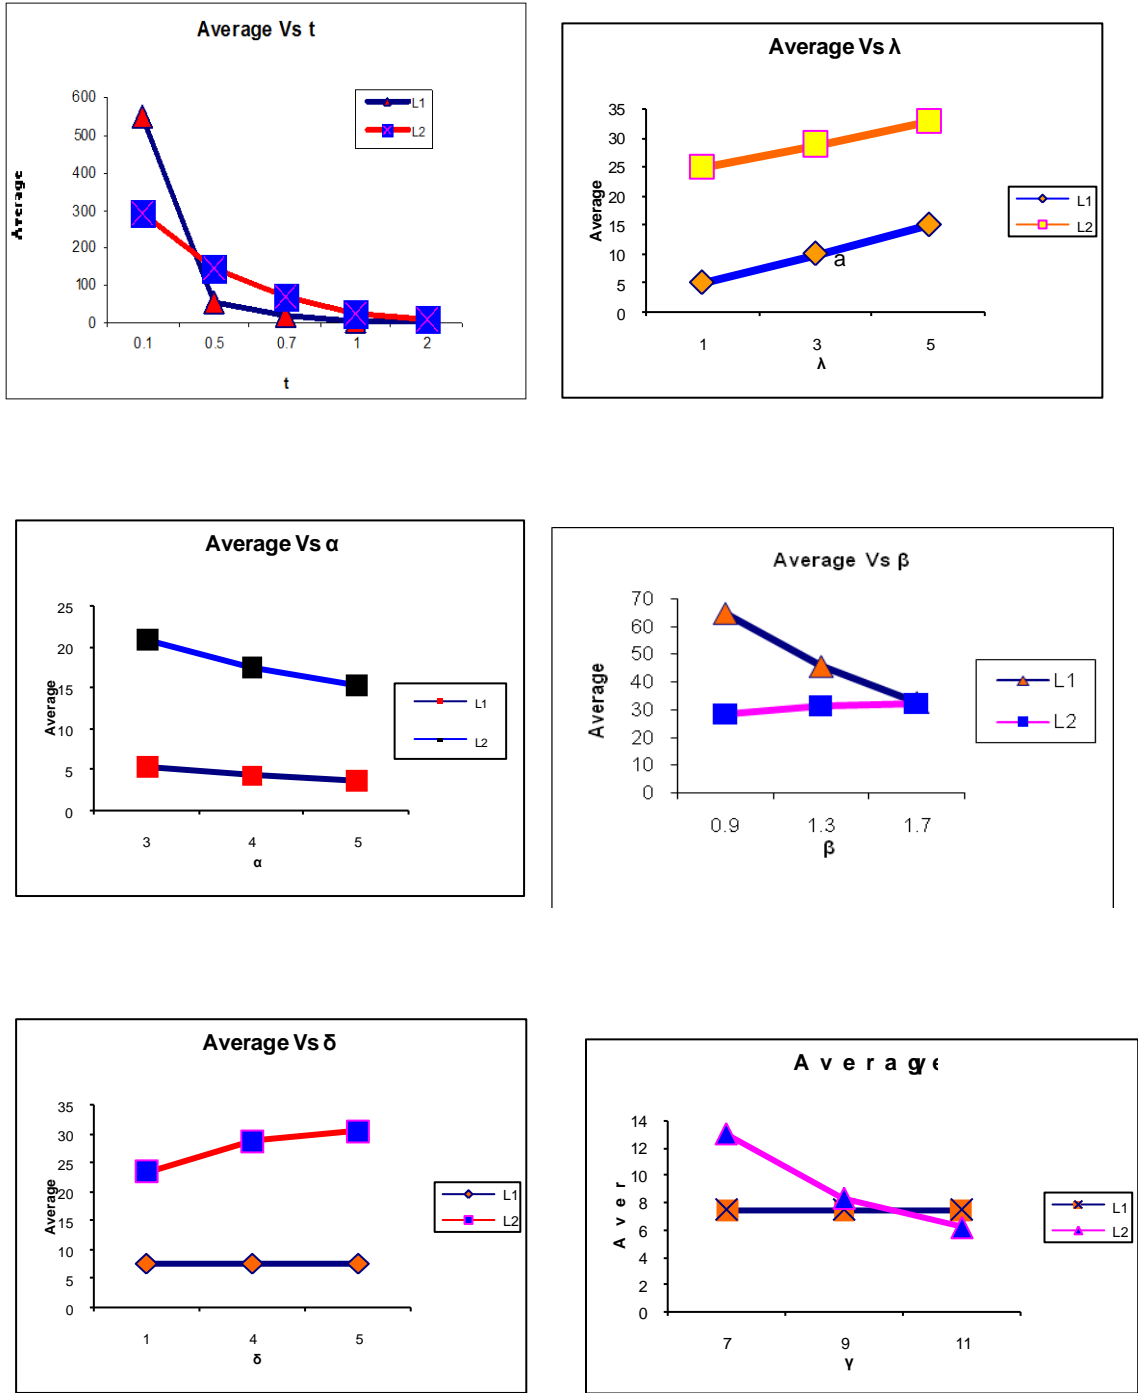 Average Vs t
600
500
400
300
200
100
0
Average
0.1 0.5 0.7 1 2
t
L1
L2
Average Vs λ
35
30
25
20
15
10
5
0
Average
a
1 3 5
λ
L1
L2
Average Vs α
25
20
15
10
5
0
Average
3 4 5
α
L1
L2
Average Vs β
70
60
50
40
30
20
10
0
Average
0.9 1.3 1.7
β
L1
L2
Average Vs δ
35
30
25
20
15
10
5
0
Average
1 4 5
δ
L1
L2
Average γ
14
12
10
8
6
4
2
0
Aver
7 9 11
γ
L1
L2